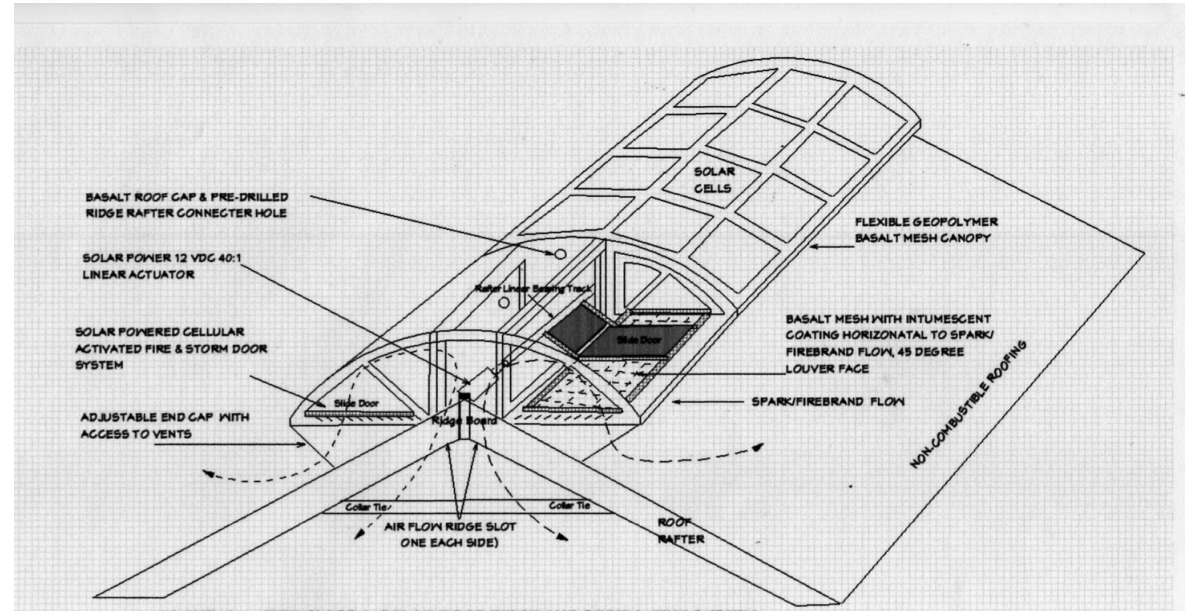 SOLAR
CELLS
BASALT ROOF CAP & PRE-DRILLED
RIDGE RAFTER CONNECTER HOLE
FLEXIBLE GEOPOLYMER
BASALT MESH CANOPY
SOLAR POWER 12 VDC 40:1
LINEAR ACTUATOR
Rafter Linear Bearing Track
SOLAR POWERED CELLULAR
ACTIVATED FIRE & STORM DOOR
SYSTEM
BASALT MESH WITH INTUMESCENT
COATING HORIZONATAL TO SPARK/
FIREBRAND FLOW, 45 DEGREE
LOUVER FACE
Slide Door
Slide Door
SPARK/FIREBRAND FLOW
ADJUSTABLE END CAP WITH
ACCESS TO VENTS
Ridge Board
NON-COMBUSTIBLE ROOFING
Collar Tie
Collar Tie
AIR FLOW RIDGE SLOT
ONE EACH SIDE)
ROOF
RAFTER